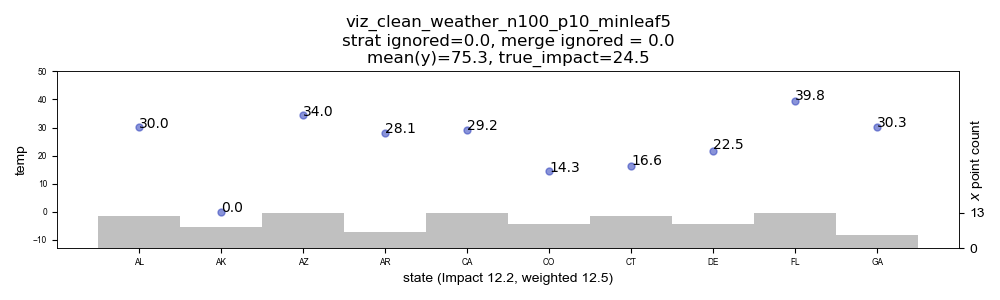 viz_clean_weather_n100_p10_minleaf5
strat ignored=0.0, merge ignored = 0.0
mean(y)=75.3, true_impact=24.5
50
40
30
20
10
0
−10
temp
30.0
0.0
34.0
28.1
29.2
14.3
16.6
22.5
39.8
30.3
13
0
x point count
AL AK AZ AR CA CO CT DE FL GA
state (Impact 12.2, weighted 12.5)